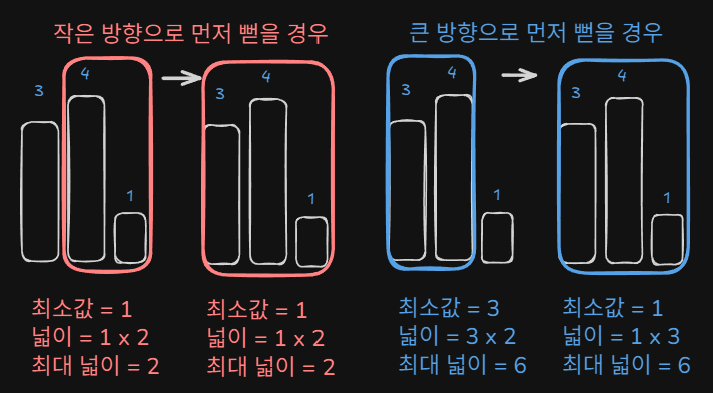 작은 방향으로 먼저 뻗을 경우
3
4
1
3
4
1
최소값 = 1
넓이 = 1 x 2
최대 넓이 = 2
최소값 = 1
넓이 = 1 x 2
최대 넓이 = 2
큰 방향으로 먼저 뻗을 경우
3
4
1
3
4
1
최소값 = 3
넓이 = 3 x 2
최대 넓이 = 6
최소값 = 1
넓이 = 1 x 3
최대 넓이 = 6